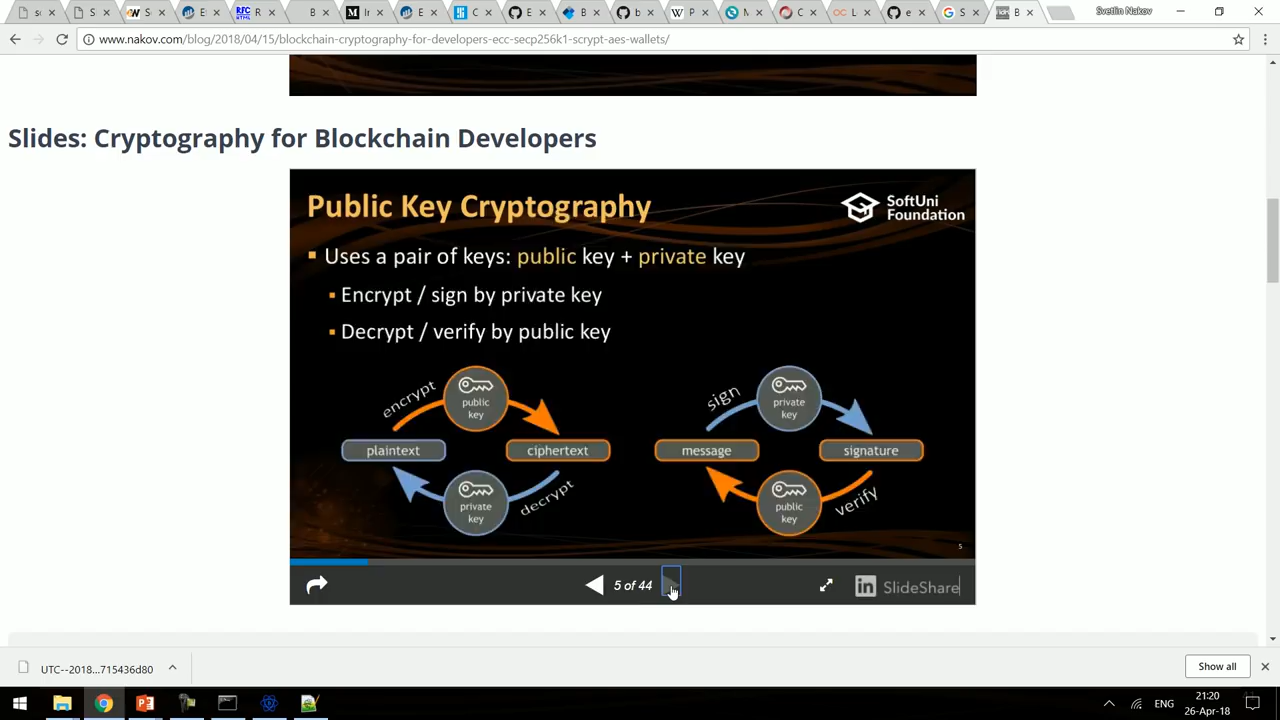 Svetlin Nakov
www.nakov.com/blog/2018/04/15/blockchain-cryptography-for-developers-ecc-secp256k1-scrypt-aes-wallets/
Slides: Cryptography for Blockchain Developers
Public Key Cryptography
SoftUni
Foundation
Uses a pair of keys: public key + private key
Encrypt / sign by private key
Decrypt / verify by public key
encrypt
public
key
plaintext
ciphertext
private
key
decrypt
sign
private
key
message
signature
public
key
verify
5
5 of 44
in SlideShare
UTC--2018...715436d80
Show all
ENG
21:20
26-Apr-18